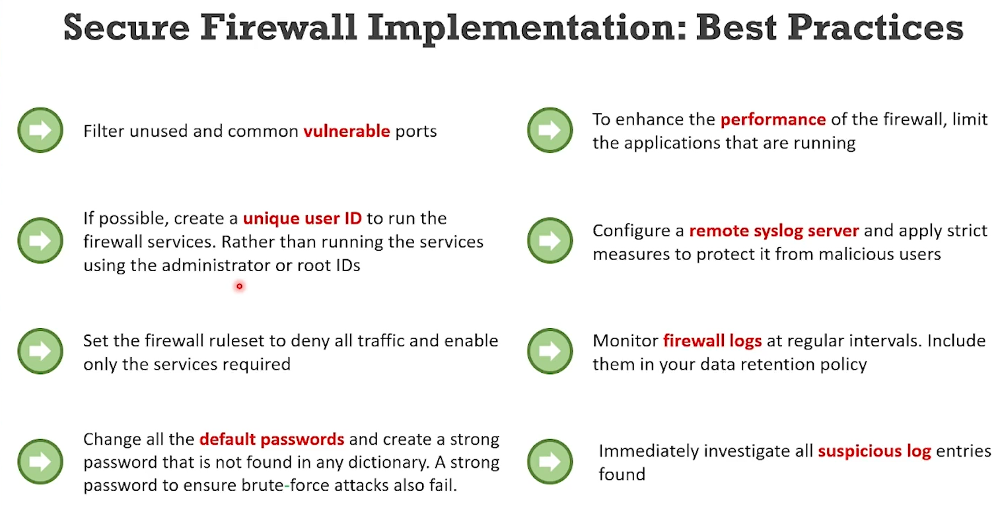 Secure Firewall Implementation: Best Practices
Filter unused and common vulnerable ports
If possible, create a unique user ID to run the
firewall services. Rather than running the services
using the administrator or root IDs
Set the firewall ruleset to deny all traffic and enable
only the services required
Change all the default passwords and create a strong
password that is not found in any dictionary. A strong
password to ensure brute-force attacks also fail.
To enhance the performance of the firewall, limit
the applications that are running
Configure a remote syslog server and apply strict
measures to protect it from malicious users
Monitor firewall logs at regular intervals. Include
them in your data retention policy
Immediately investigate all suspicious log entries
found